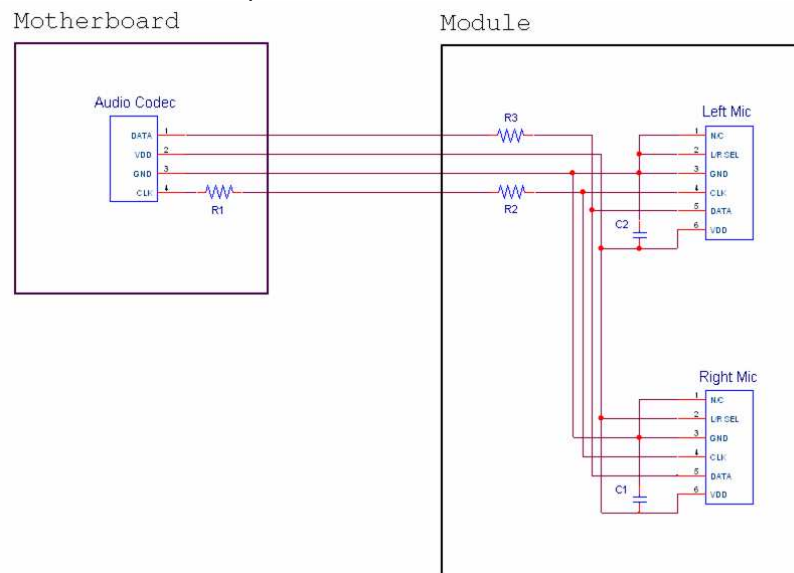 Motherboard
Module
Audio Codec
DATA 1
VDD 2
GND 3
CLK 4
R1
R3
R2
Left Mic
1 N/C
2 L/R SEL
3 GND
4 CLK
5 DATA
6 VDD
C2
Right Mic
1 N/C
2 L/R SEL
3 GND
4 CLK
5 DATA
6 VDD
C1